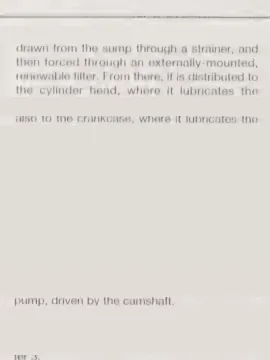 drawn from the sump through a strainer, and
then forced through an externally-mounted,
renewable filter. From there, it is distributed to
the cylinder head, where it lubricates the
also to the crankcase, where it lubricates the
pump, driven by the camshaft.